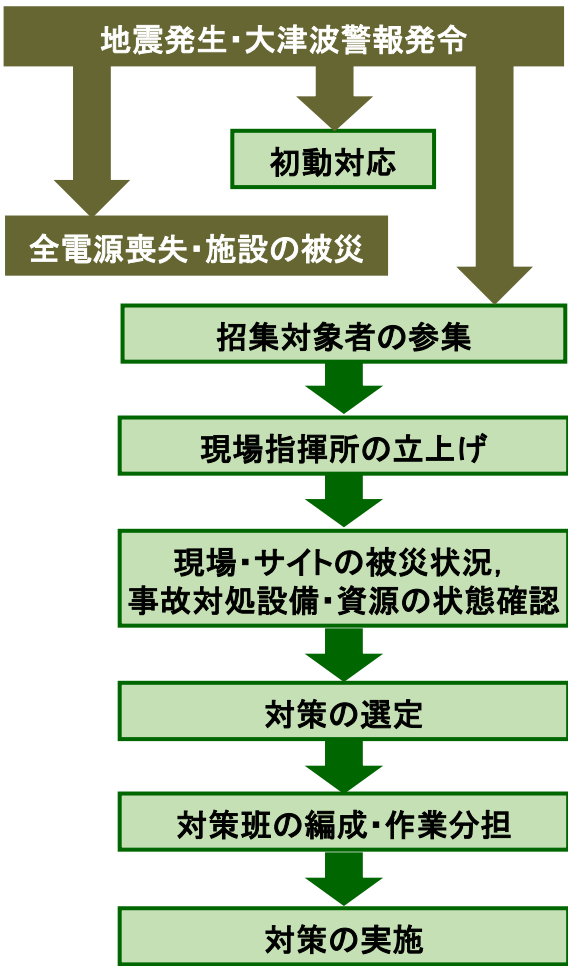 地震発生・大津波警報発令
初動対応
全電源喪失・施設の被災
招集対象者の参集
現場指揮所の立上げ
現場・サイトの被災状況,
事故対処設備・資源の状態確認
対策の選定
対策班の編成・作業分担
対策の実施